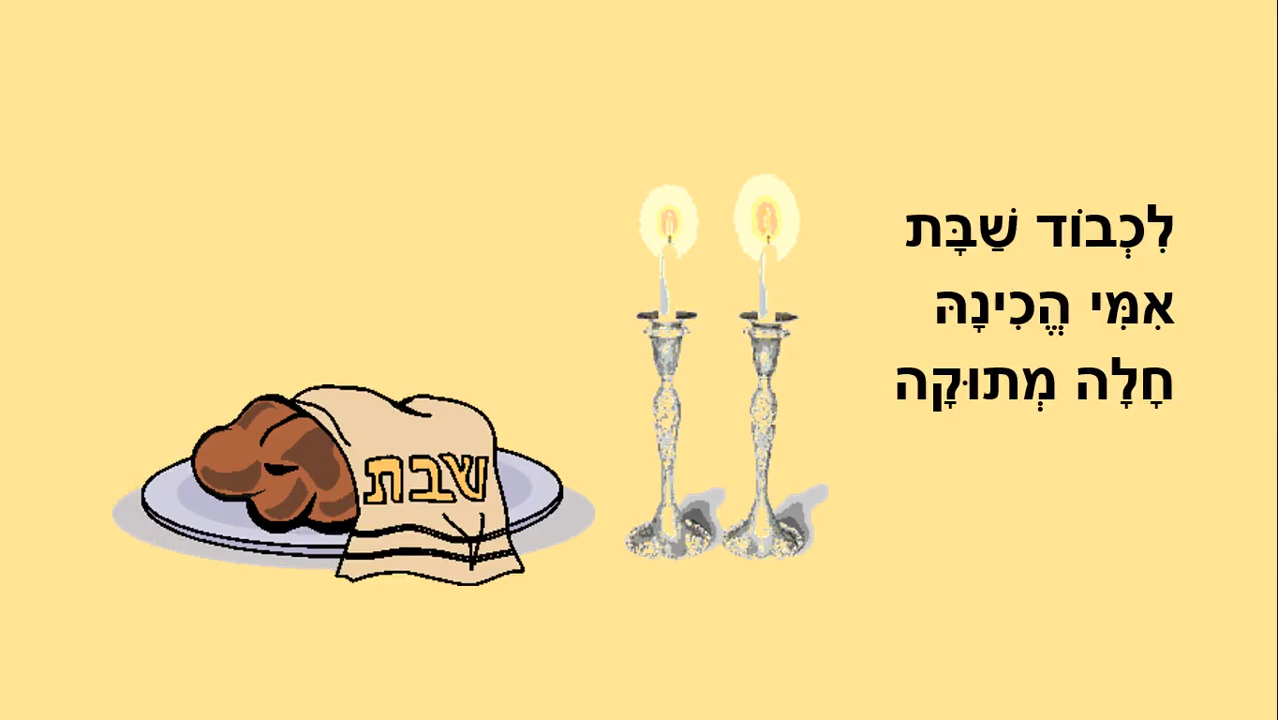 לִכְבוֹד שַׁבָּת
אִמִּי הֱכִינָהּ
חָלָה מְתוּקָה
שבת